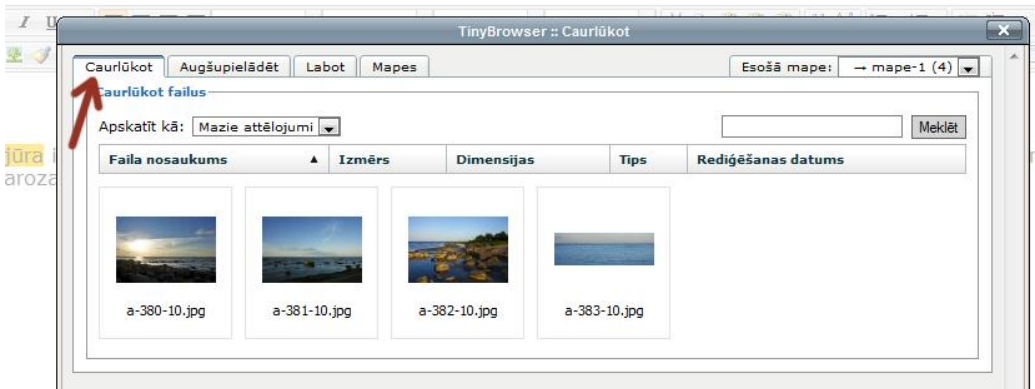 I U
TinyBrowser :: Caurlūkot
Caurlūkot Augšupielādēt Labot Mapes Esošā mape: → mape-1 (4)
Caurlūkot failus
Apskatīt kā: Mazie attēlojumi Meklēt
jūra i
aroza
Faila nosaukums Izmērs Dimensijas Tips Rediģēšanas datums
a-380-10.jpg a-381-10.jpg a-382-10.jpg a-383-10.jpg